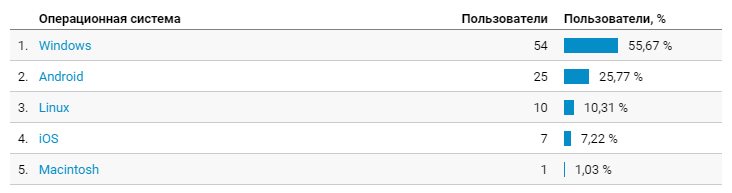 Операционная система Пользователи Пользователи, %
1. Windows 54 55,67 %
2. Android 25 25,77 %
3. Linux 10 10,31 %
4. iOS 7 7,22 %
5. Macintosh 1 1,03 %